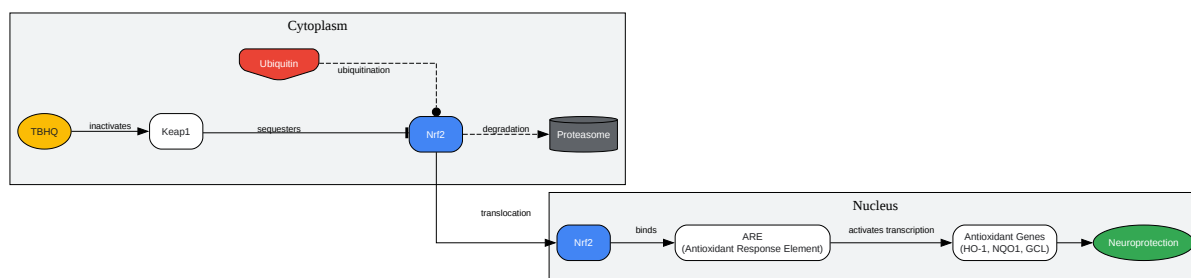 Cytoplasm
Ubiquitin
ubiquitination
TBHQ
inactivates
Keap1
sequesters
Nrf2
degradation
Proteasome
translocation
Nucleus
Nrf2
binds
ARE
(Antioxidant Response Element)
activates transcription
Antioxidant Genes
(HO-1, NQO1, GCL)
Neuroprotection